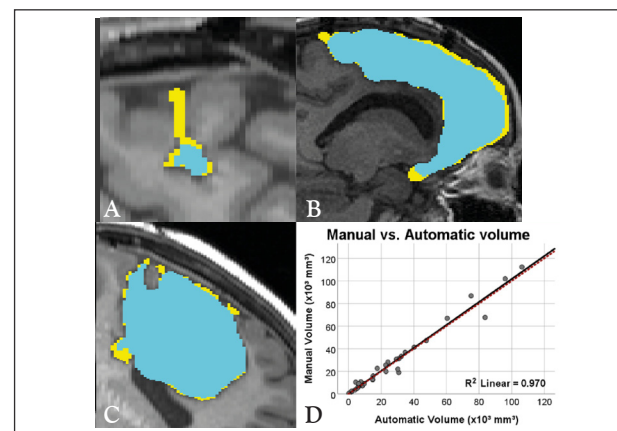 A
B
C
D
Manual vs. Automatic volume
Manual Volume (x10³ mm³)
120
100
80
60
40
20
0
0 20 40 60 80 100 120
R² Linear = 0.970
Automatic Volume (x10³ mm³)